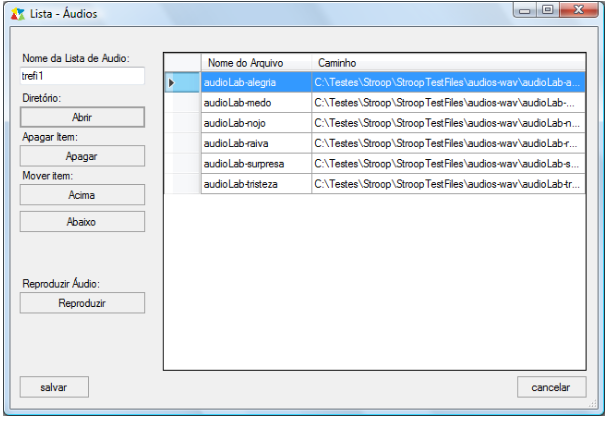 Lista - Áudios
Nome da Lista de Audio:
trefi1
Diretório:
Abrir
Apagar Item:
Apagar
Mover item:
Acima
Abaixo
Reproduzir Áudio:
Reproduzir
Nome do Arquivo Caminho
audioLab-alegria C:\Testes\Stroop\StroopTestFiles\audios-wav\audioLab-a...
audioLab-medo C:\Testes\Stroop\StroopTestFiles\audios-wav\audioLab-...
audioLab-nojo C:\Testes\Stroop\StroopTestFiles\audios-wav\audioLab-n...
audioLab-raiva C:\Testes\Stroop\StroopTestFiles\audios-wav\audioLab-r...
audioLab-surpresa C:\Testes\Stroop\StroopTestFiles\audios-wav\audioLab-s...
audioLab-tristeza C:\Testes\Stroop\StroopTestFiles\audios-wav\audioLab-tr...
salvar
cancelar